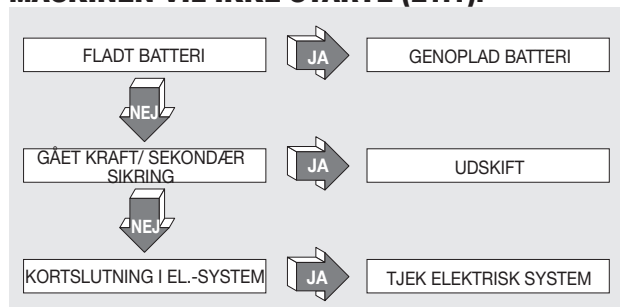 MASKINEN VIL IKKE STARTE (ZTR).
FLADT BATTERI
JA
GENOPLAD BATTERI
NEJ
GÅET KRAFT/ SEKONDÆR
SIKRING
JA
UDSKIFT
NEJ
KORTSLUTNING I EL.-SYSTEM
JA
TJEK ELEKTRISK SYSTEM